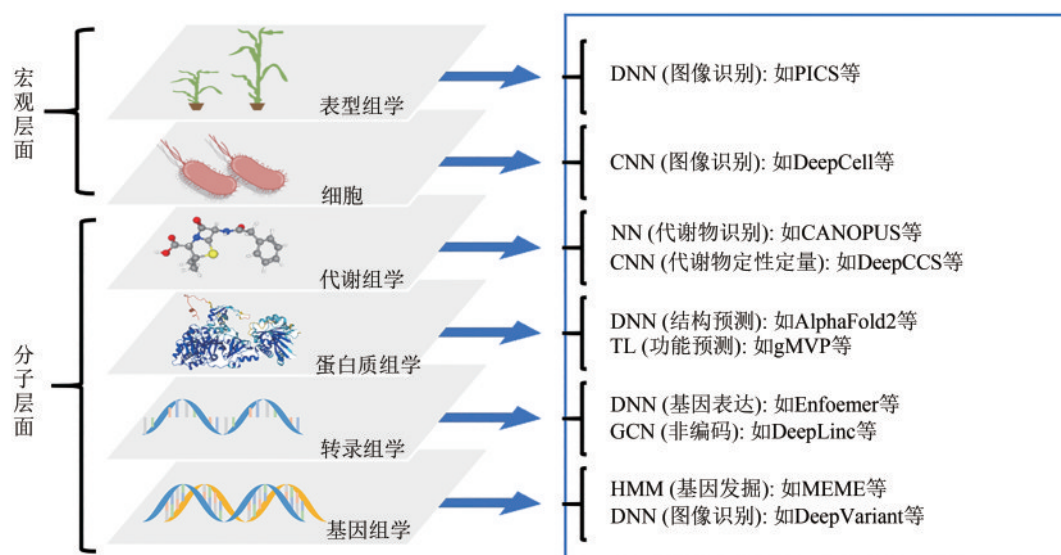 宏观层面
表型组学
DNN (图像识别): 如PICS等
细胞
CNN (图像识别): 如DeepCell等
分子层面
代谢组学
NN (代谢物识别): 如CANOPUS等
CNN (代谢物定性定量): 如DeepCCS等
蛋白质组学
DNN (结构预测): 如AlphaFold2等
TL (功能预测): 如gMVP等
转录组学
DNN (基因表达): 如Enfoemer等
GCN (非编码): 如DeepLinc等
基因组学
HMM (基因发掘): 如MEME等
DNN (图像识别): 如DeepVariant等